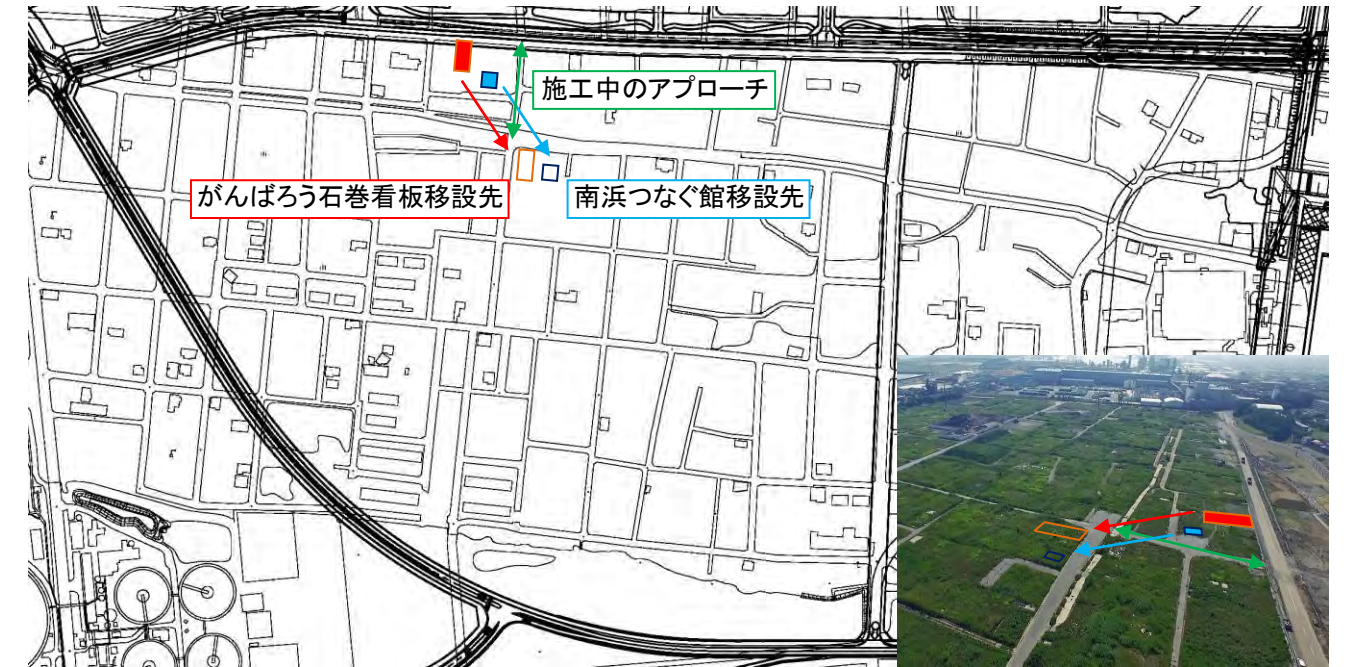 施工中のアプローチ
がんばろう石巻看板移設先
南浜つなぐ館移設先